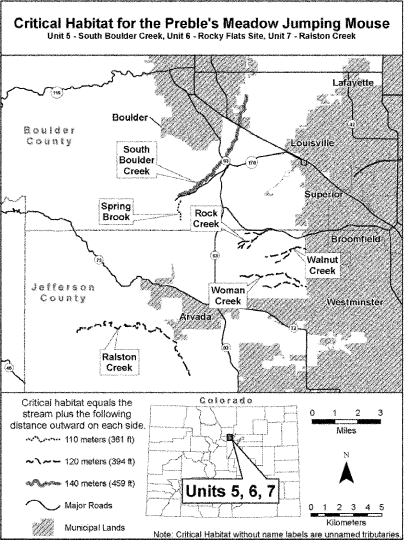 Critical Habitat for the Preble's Meadow Jumping Mouse
Unit 5 - South Boulder Creek, Unit 6 - Rocky Flats Site, Unit 7 - Ralston Creek
Lafayette
119
Boulder
42
Boulder
County
Louisville
South
Boulder
Creek
93
170
Superior
Spring
Brook
Rock
Creek
Broomfield
Walnut
Creek
72
93
Jefferson
County
Woman
Creek
Westminster
Arvada
72
Ralston
Creek
93
46
Critical habitat equals the
stream plus the following
distance outward on each side.
110 meters (361 ft)
120 meters (394 ft)
140 meters (459 ft)
Major Roads
Municipal Lands
Colorado
Units 5, 6, 7
0 1 2 3
Miles
N
0 1 2 3 4 5
Kilometers
Note: Critical Habitat without name labels are unnamed tributaries.